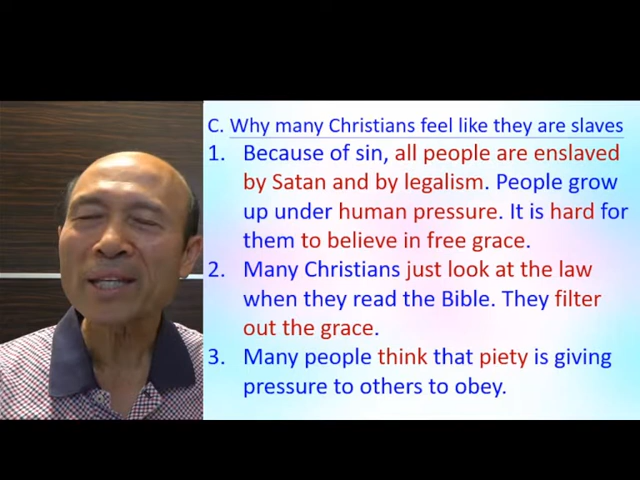 C. Why many Christians feel like they are slaves
1. Because of sin, all people are enslaved
by Satan and by legalism. People grow
up under human pressure. It is hard for
them to believe in free grace.
2. Many Christians just look at the law
when they read the Bible. They filter
out the grace.
3. Many people think that piety is giving
pressure to others to obey.